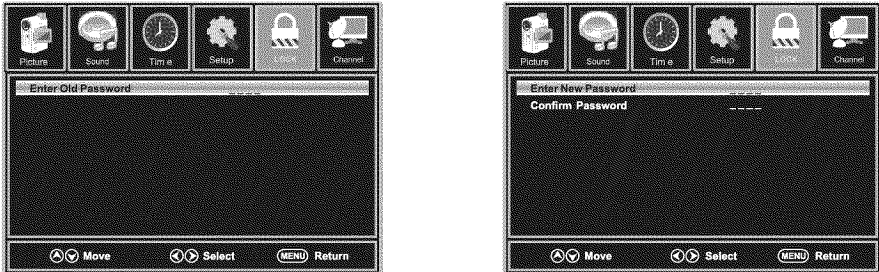 Picture Sound Tim e Setup LOCK Channel
Enter Old Password _ _ _ _
Move Select MENU Return
Picture Sound Tim e Setup LOCK Channel
Enter New Password _ _ _ _
Confirm Password _ _ _ _
Move Select MENU Return